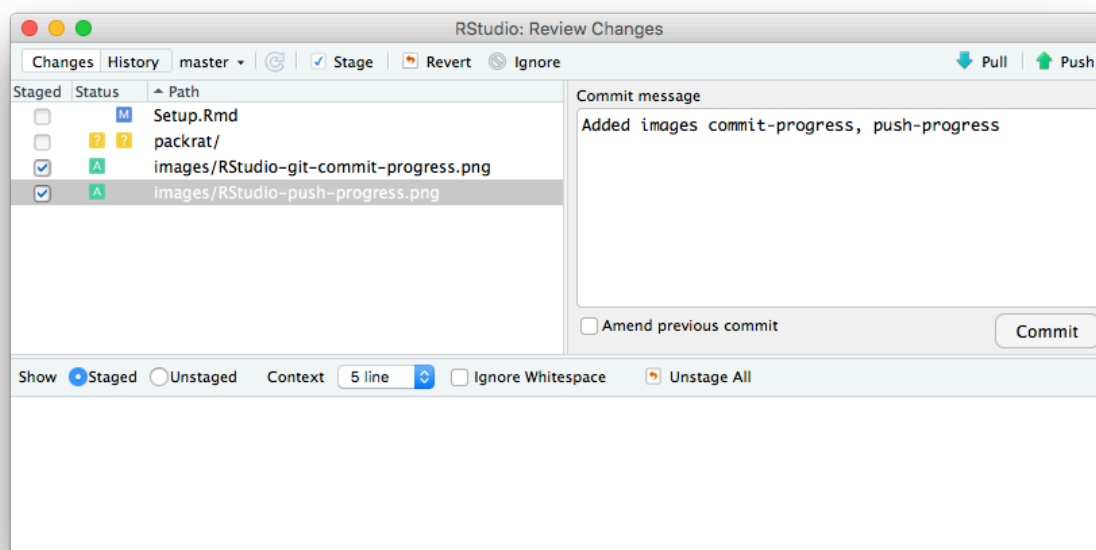 RStudio: Review Changes
Changes History master Stage Revert Ignore Pull Push
Staged Status Path
M Setup.Rmd
? ? packrat/
A images/RStudio-git-commit-progress.png
A images/RStudio-push-progress.png
Commit message
Added images commit-progress, push-progress
Amend previous commit
Commit
Show Staged Unstaged Context 5 line Ignore Whitespace Unstage All